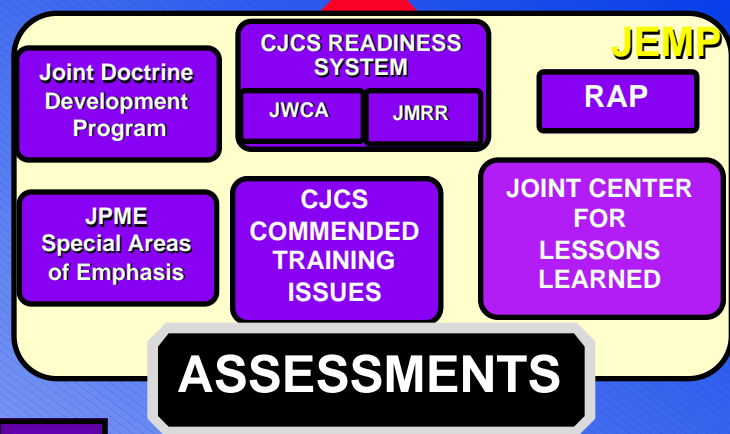 Joint Doctrine
Development
Program
CJCS READINESS
SYSTEM
JWCA
JMRR
JEMP
RAP
JPME
Special Areas
of Emphasis
CJCS
COMMENDED
TRAINING
ISSUES
JOINT CENTER
FOR
LESSONS
LEARNED
ASSESSMENTS